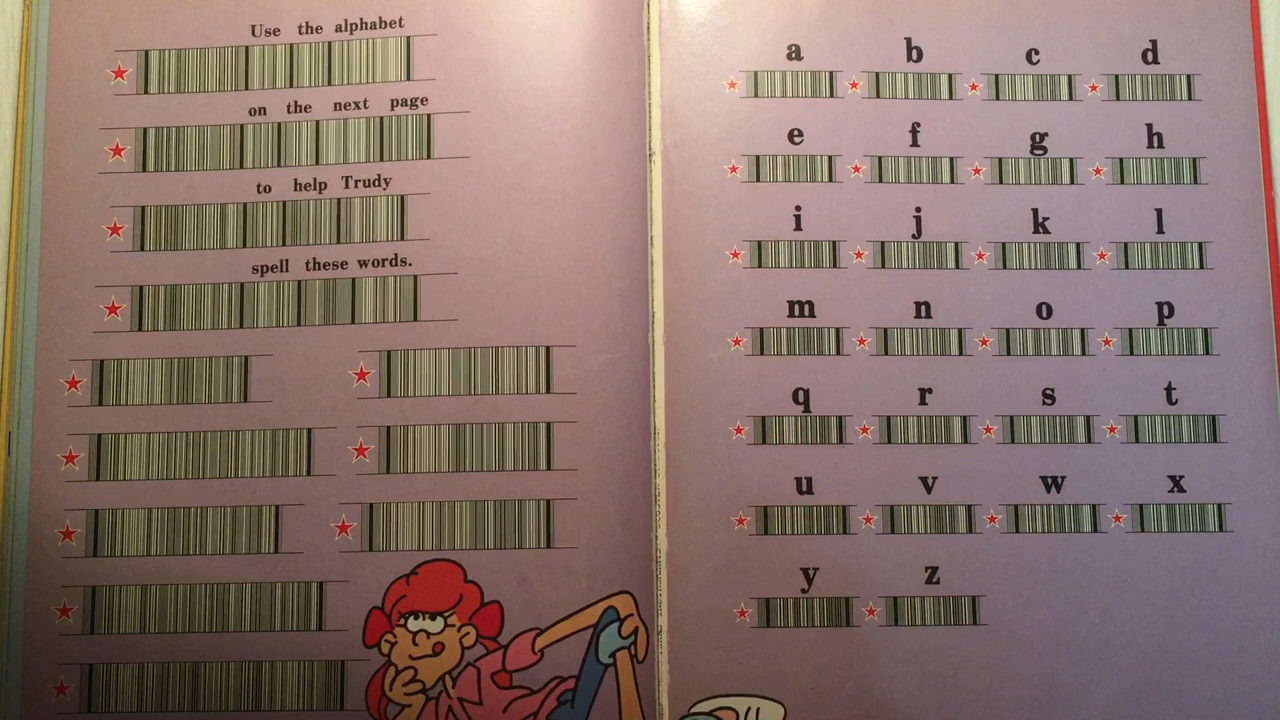 Use the alphabet
on the next page
to help Trudy
spell these words.
a b c d
e f g h
i j k l
m n o p
q r s t
u v w x
y z